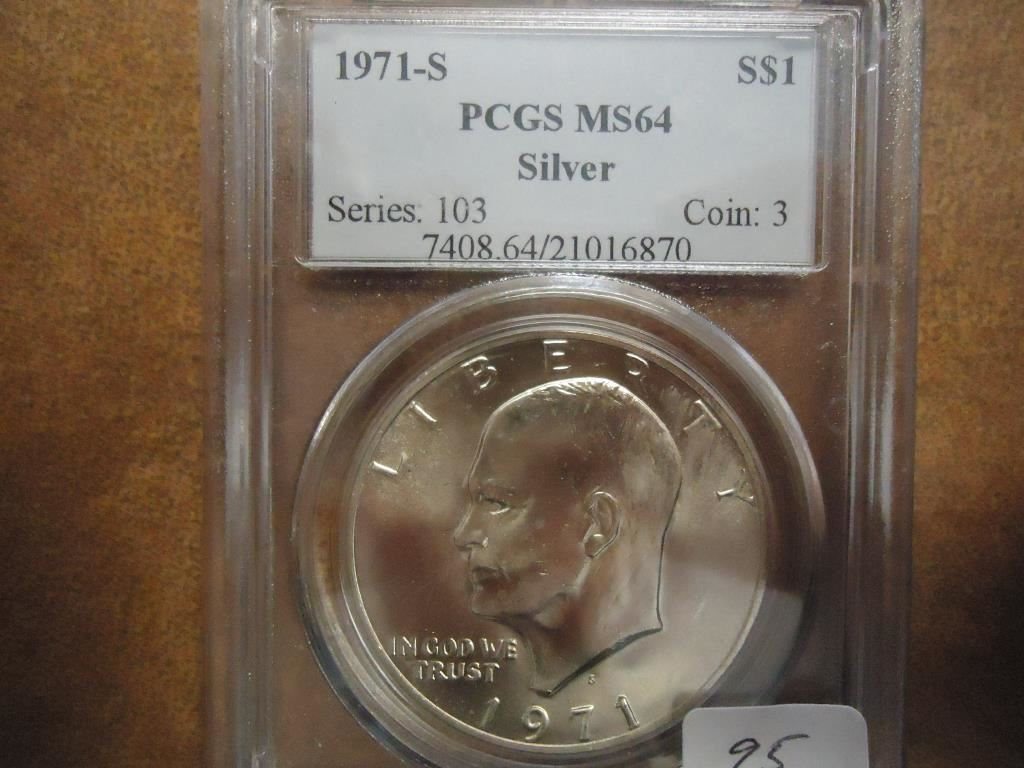 1971-S S$1
PCGS MS64
Silver
Series: 103 Coin: 3
7408.64/21016870
LIBERTY
IN GOD WE
TRUST
S
1971
95